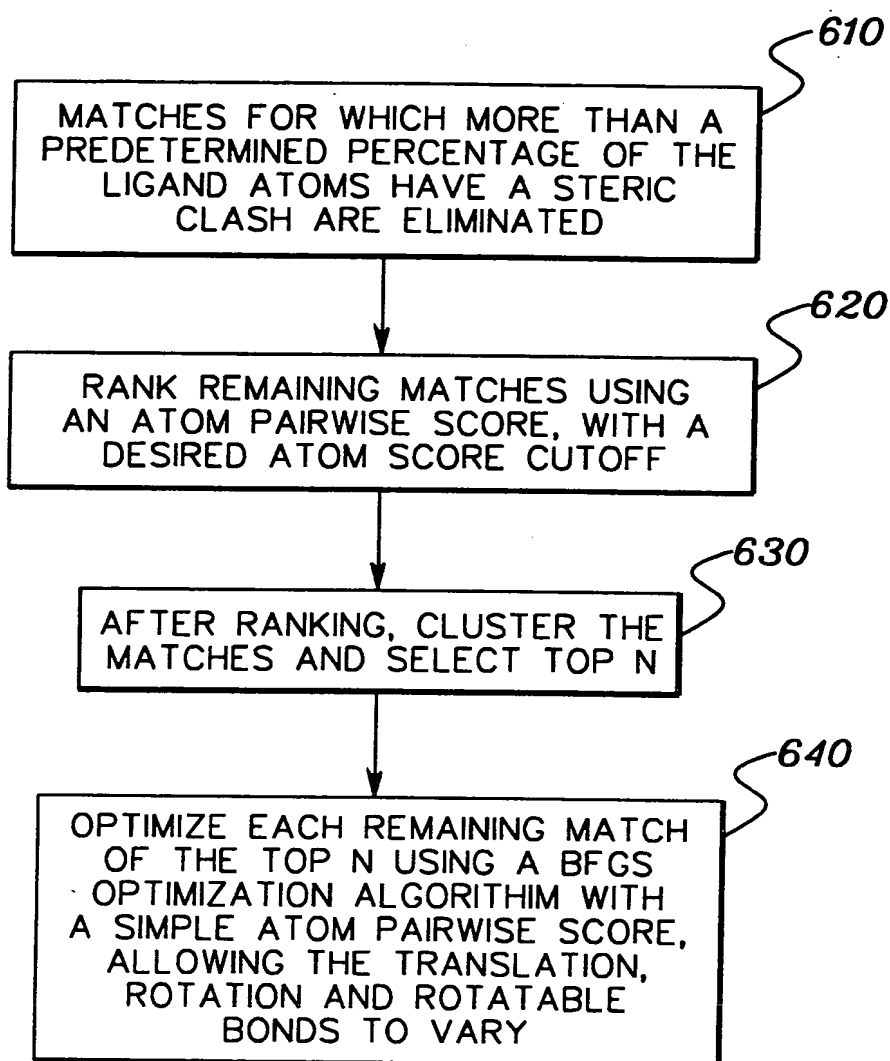 610
MATCHES FOR WHICH MORE THAN A
PREDETERMINED PERCENTAGE OF THE
LIGAND ATOMS HAVE A STERIC
CLASH ARE ELIMINATED
620
RANK REMAINING MATCHES USING
AN ATOM PAIRWISE SCORE, WITH A
DESIRED ATOM SCORE CUTOFF
630
AFTER RANKING, CLUSTER THE
MATCHES AND SELECT TOP N
640
OPTIMIZE EACH REMAINING MATCH
OF THE TOP N USING A BFGS
OPTIMIZATION ALGORITHIM WITH
A SIMPLE ATOM PAIRWISE SCORE,
ALLOWING THE TRANSLATION,
ROTATION AND ROTATABLE
BONDS TO VARY